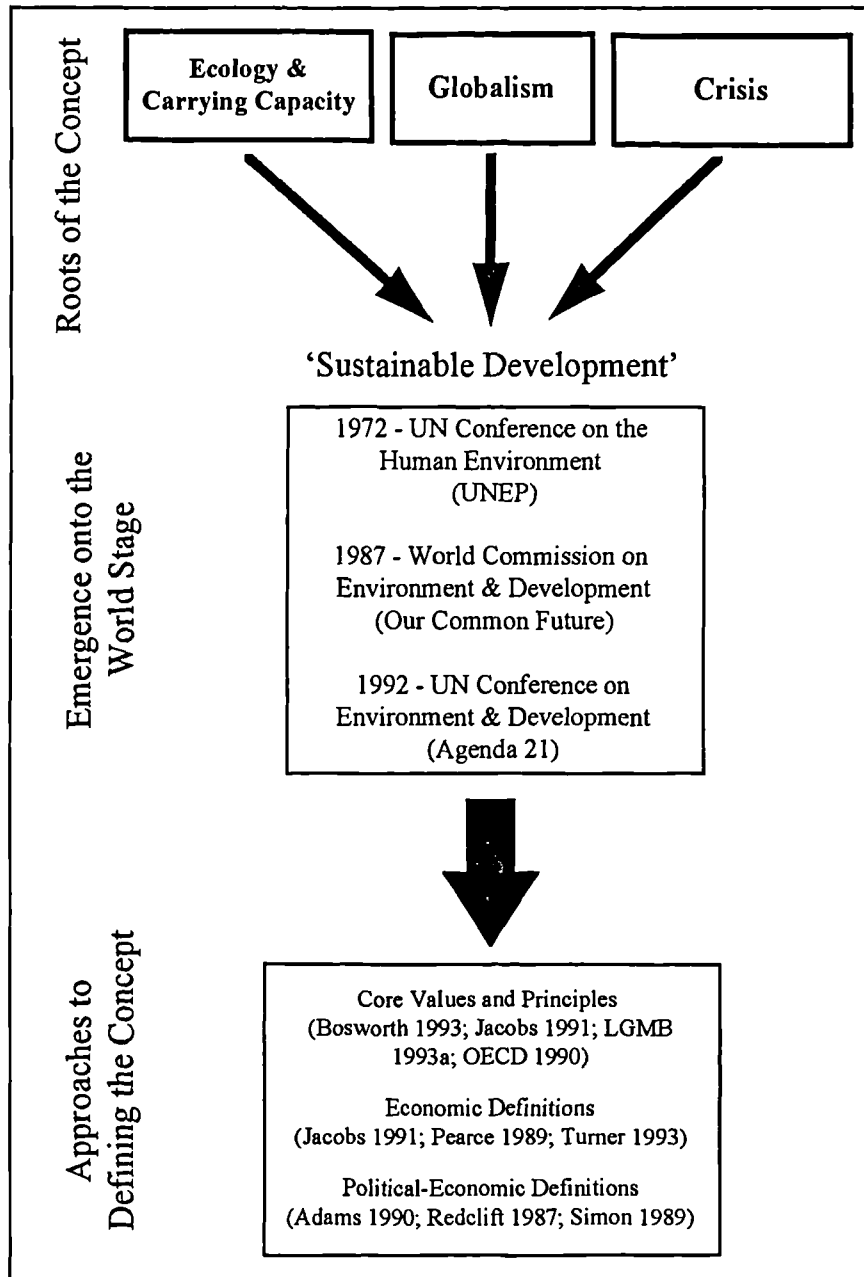 Roots of the Concept
Ecology &
Carrying Capacity
Globalism
Crisis
'Sustainable Development'
Emergence onto the
World Stage
1972 - UN Conference on the
Human Environment
(UNEP)
1987 - World Commission on
Environment & Development
(Our Common Future)
1992 - UN Conference on
Environment & Development
(Agenda 21)
Approaches to
Defining the Concept
Core Values and Principles
(Bosworth 1993; Jacobs 1991; LGMB
1993a; OECD 1990)
Economic Definitions
(Jacobs 1991; Pearce 1989; Turner 1993)
Political-Economic Definitions
(Adams 1990; Redclift 1987; Simon 1989)